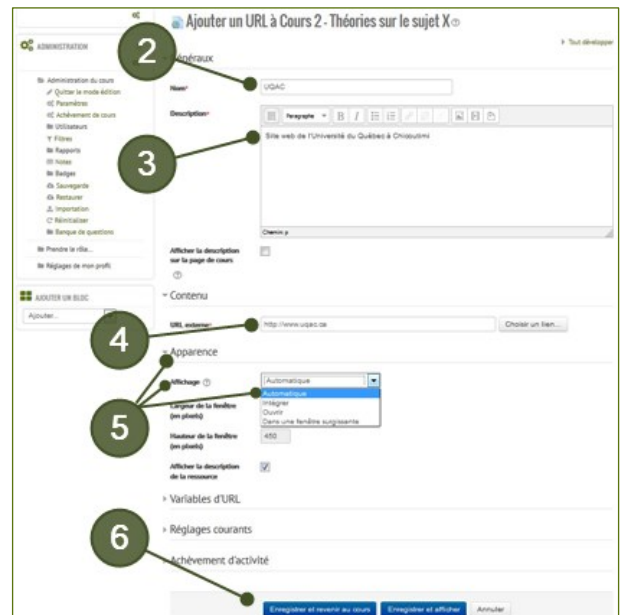 Ajouter un URL à Cours 2 - Théories sur le sujet X
Tout développer
ADMINISTRATION
Administration du cours
Quitter le mode édition
Paramètres
Achèvement de cours
Utilisateurs
Filtres
Rapports
Notes
Badges
Sauvegarde
Restaurer
Importation
Réinitialiser
Banque de questions
Prendre le rôle...
Réglages de mon profil
AJOUTER UN BLOC
Ajouter...
2
Généraux
Nom*
UQAC
3
Description*
Paragraphe
B I
Site web de l'Université du Québec à Chicoutimi
Chemin: p
Afficher la description
sur la page de cours
Contenu
4
URL externe*
http://www.uqac.ca
Choisir un lien...
5
Apparence
Affichage
Automatique
Automatique
Intégrer
Ouvrir
Dans une fenêtre surgissante
Largeur de la fenêtre
(en pixels)
Hauteur de la fenêtre
(en pixels)
450
Afficher la description
de la ressource
Variables d'URL
Réglages courants
6
Achèvement d'activité
Enregistrer et revenir au cours
Enregistrer et afficher
Annuler